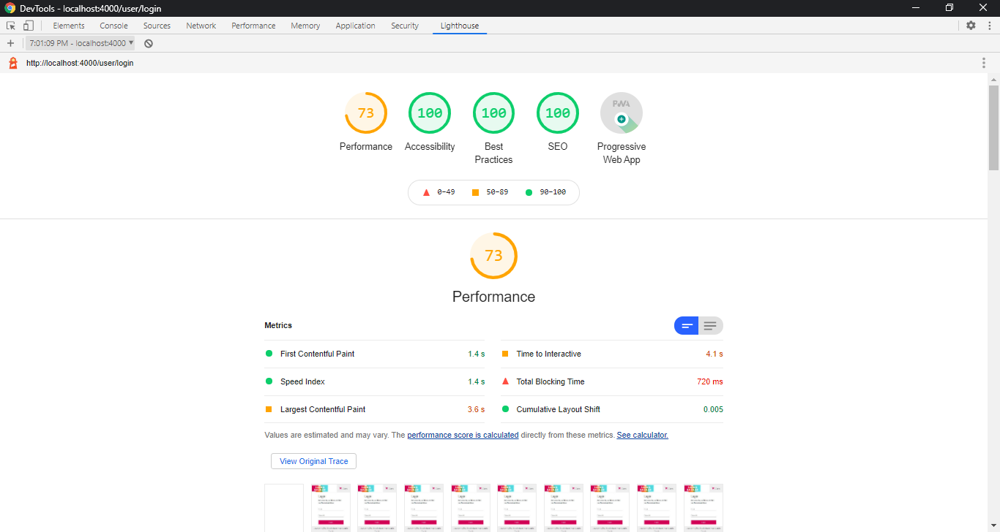 DevTools - localhost:4000/user/login
Elements Console Sources Network Performance Memory Application Security Lighthouse
7:01:09 PM - localhost:4000
http://localhost:4000/user/login
73 100 100 100 PWA
Performance Accessibility Best Practices SEO Progressive Web App
0–49 50–89 90–100
73
Performance
Metrics
First Contentful Paint 1.4 s Time to Interactive 4.1 s
Speed Index 1.4 s Total Blocking Time 720 ms
Largest Contentful Paint 3.6 s Cumulative Layout Shift 0.005
Values are estimated and may vary. The performance score is calculated directly from these metrics. See calculator.
View Original Trace